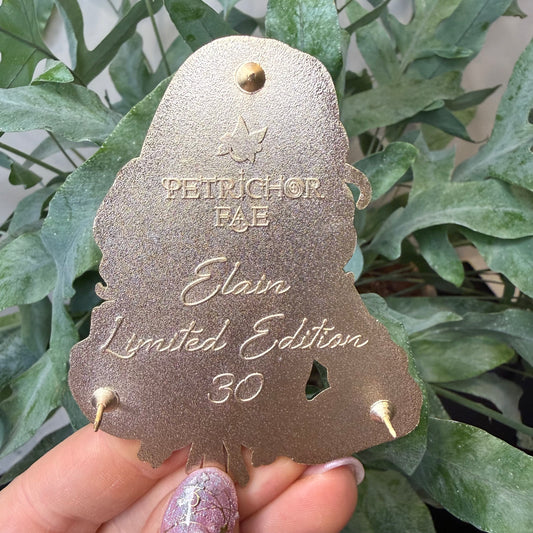 PETRICHOR
FAE
Elain
Limited Edition
30